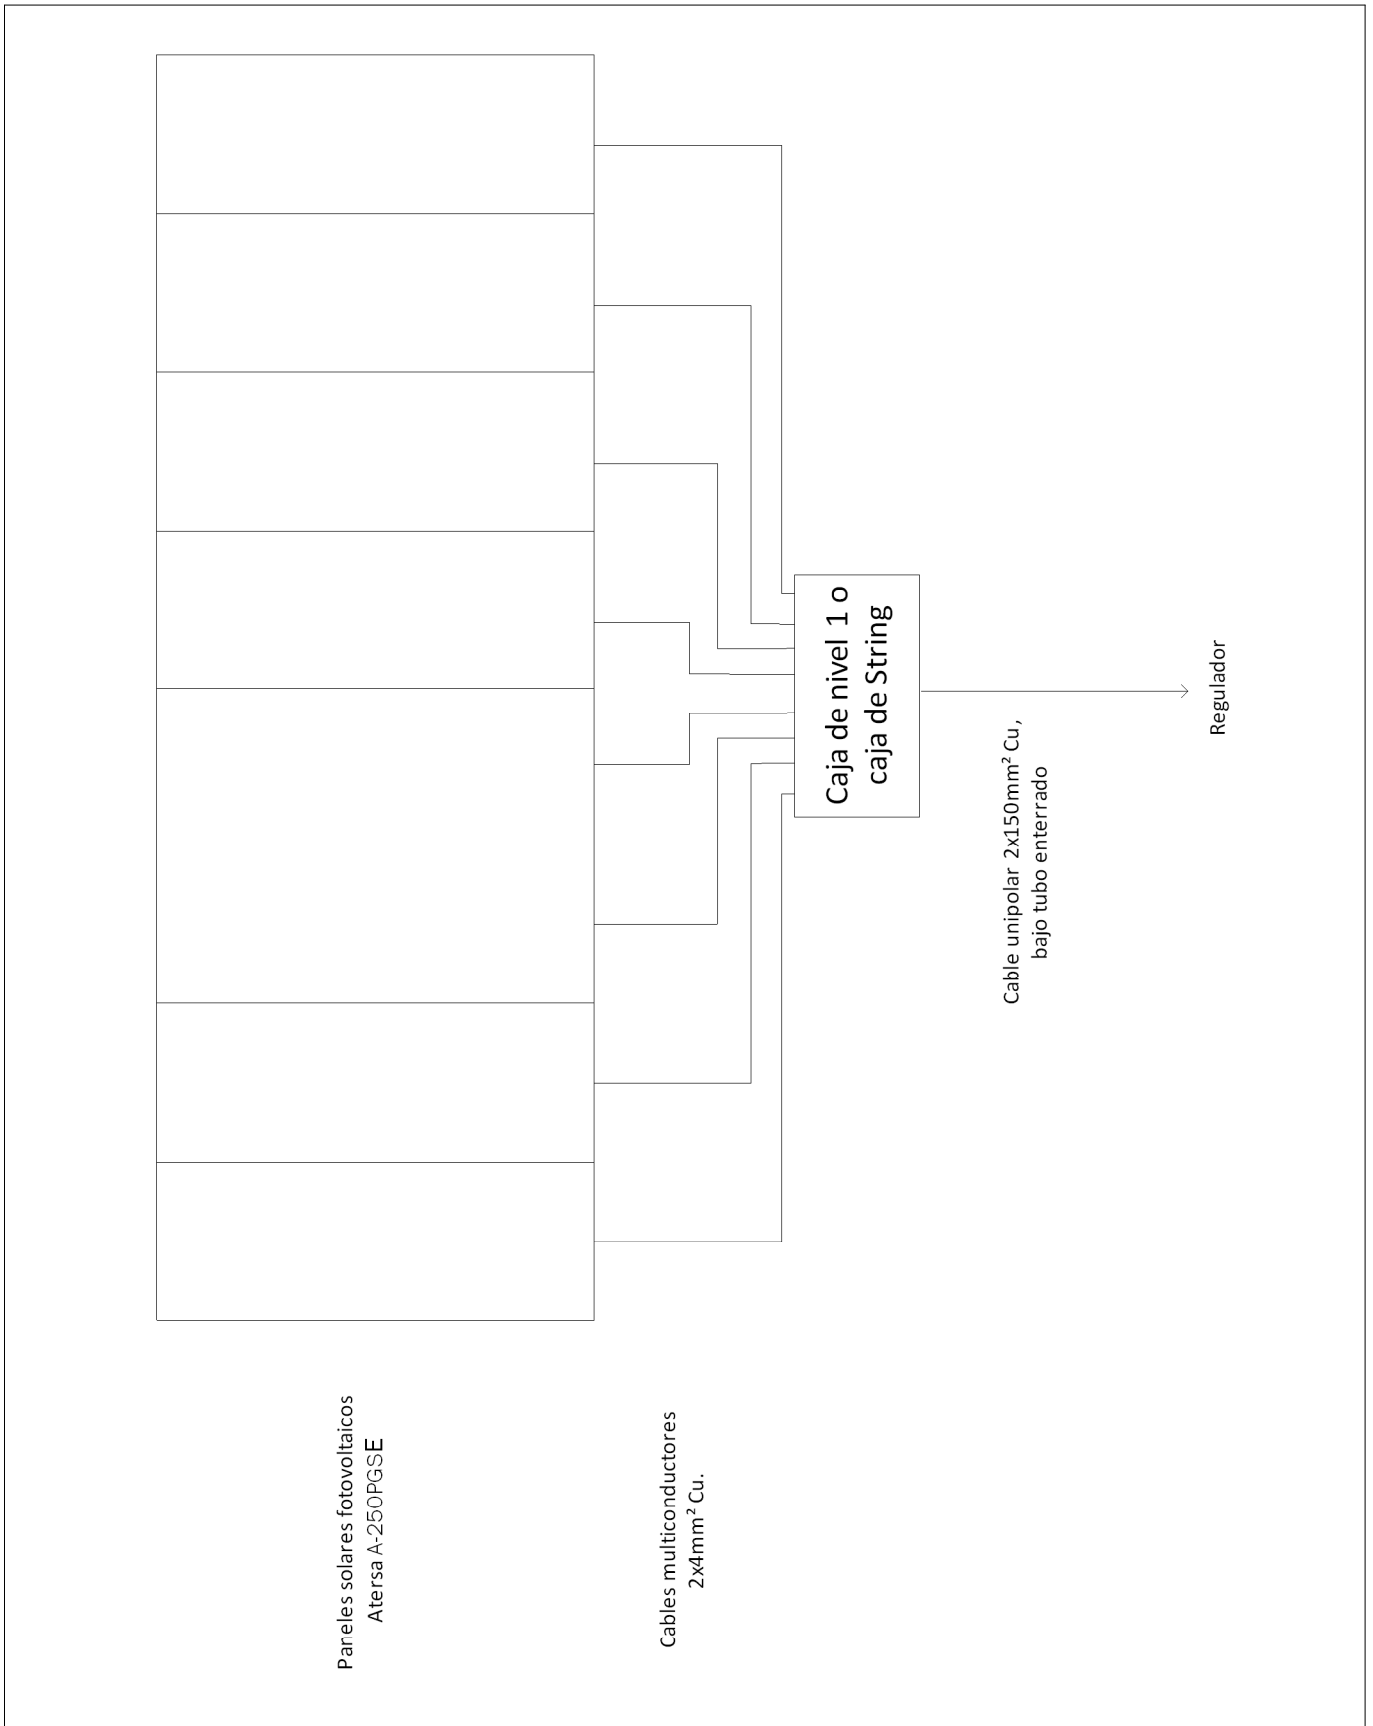 Paneles solares fotovoltaicos
Atersa A-250PGSE
Cables multiconductores
2x4mm² Cu.
Caja de nivel 1 o
caja de String
Cable unipolar 2x150mm² Cu,
bajo tubo enterrado
Regulador